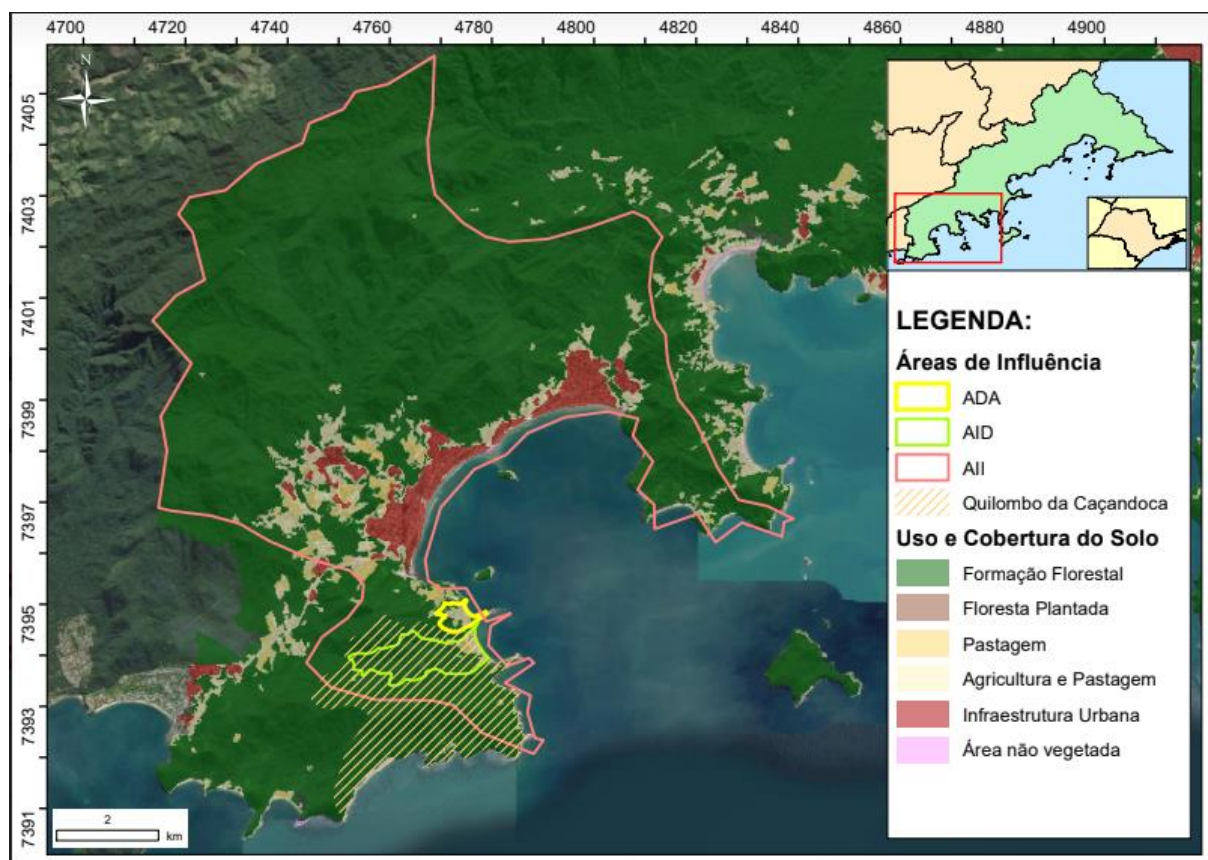 4700 4720 4740 4760 4780 4800 4820 4840 4860 4880 4900
N
7405
7403
7401
7399
7397
7395
7393
7391
2
km
LEGENDA:
Áreas de Influência
ADA
AID
AII
Quilombo da Caçandoca
Uso e Cobertura do Solo
Formação Florestal
Floresta Plantada
Pastagem
Agricultura e Pastagem
Infraestrutura Urbana
Área não vegetada